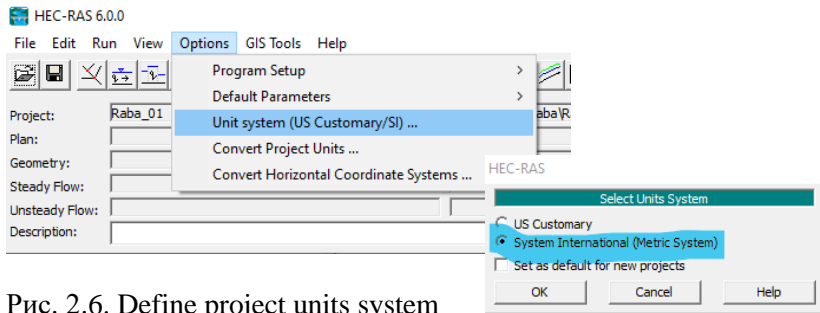 HEC-RAS 6.0.0
File Edit Run View Options GIS Tools Help
Program Setup >
Default Parameters >
Project: Raba_01
Unit system (US Customary/SI) ...
Plan:
Convert Project Units ...
Geometry:
Convert Horizontal Coordinate Systems ...
Steady Flow:
Unsteady Flow:
Description:
HEC-RAS
Select Units System
US Customary
System International (Metric System)
Set as default for new projects
OK Cancel Help
Рис. 2.6. Define project units system